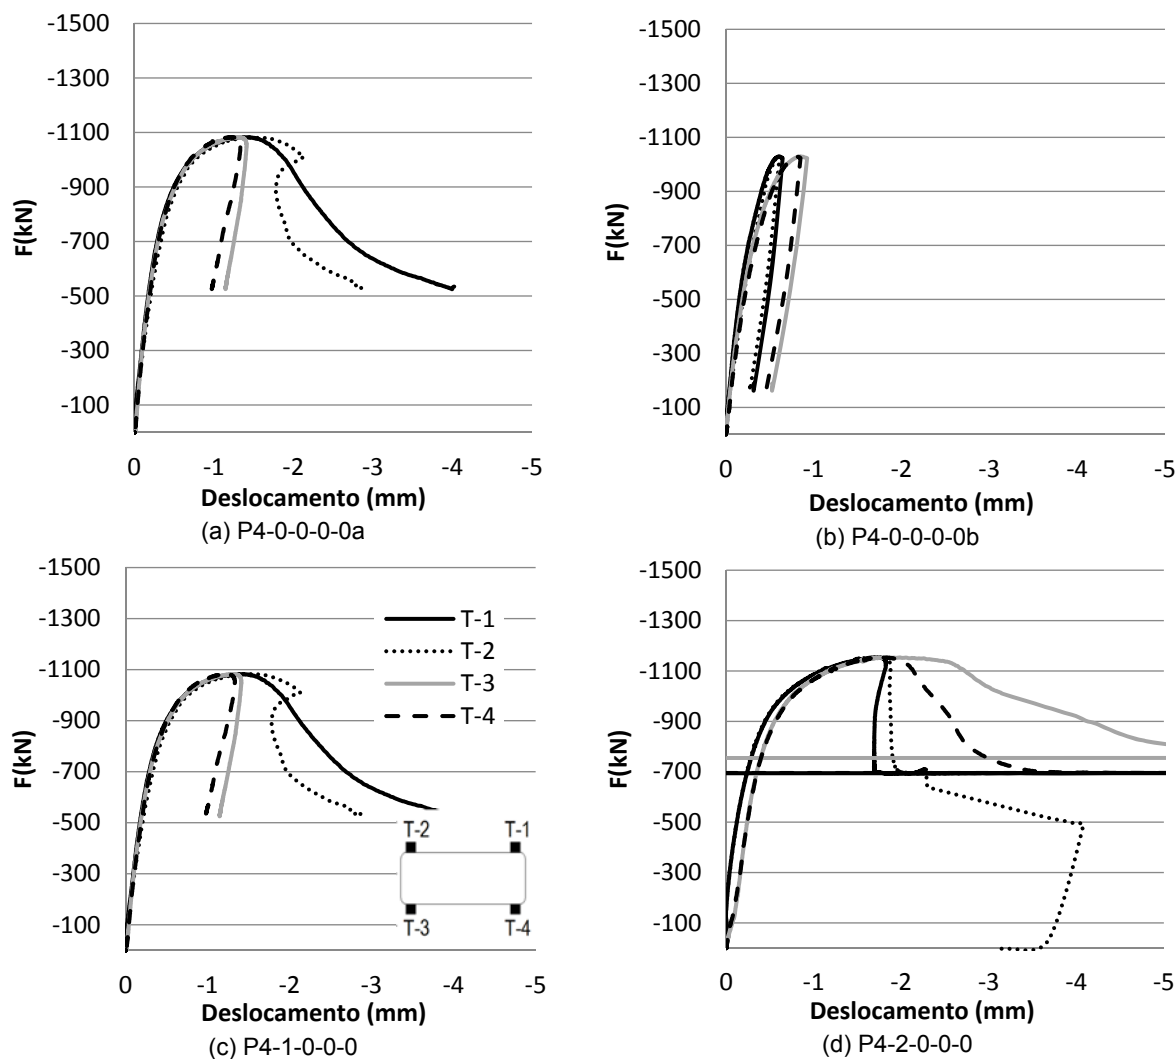 -1500
-1300
-1100
-900
-700
-500
-300
-100
F(kN)
0 -1 -2 -3 -4 -5
Deslocamento (mm)
(a) P4-0-0-0-0a
-1500
-1300
-1100
-900
-700
-500
-300
-100
F(kN)
0 -1 -2 -3 -4 -5
Deslocamento (mm)
(b) P4-0-0-0-0b
-1500
-1300
-1100
-900
-700
-500
-300
-100
F(kN)
T-1
T-2
T-3
T-4
T-2 T-1
T-3 T-4
0 -1 -2 -3 -4 -5
Deslocamento (mm)
(c) P4-1-0-0-0
-1500
-1300
-1100
-900
-700
-500
-300
-100
F(kN)
0 -1 -2 -3 -4 -5
Deslocamento (mm)
(d) P4-2-0-0-0